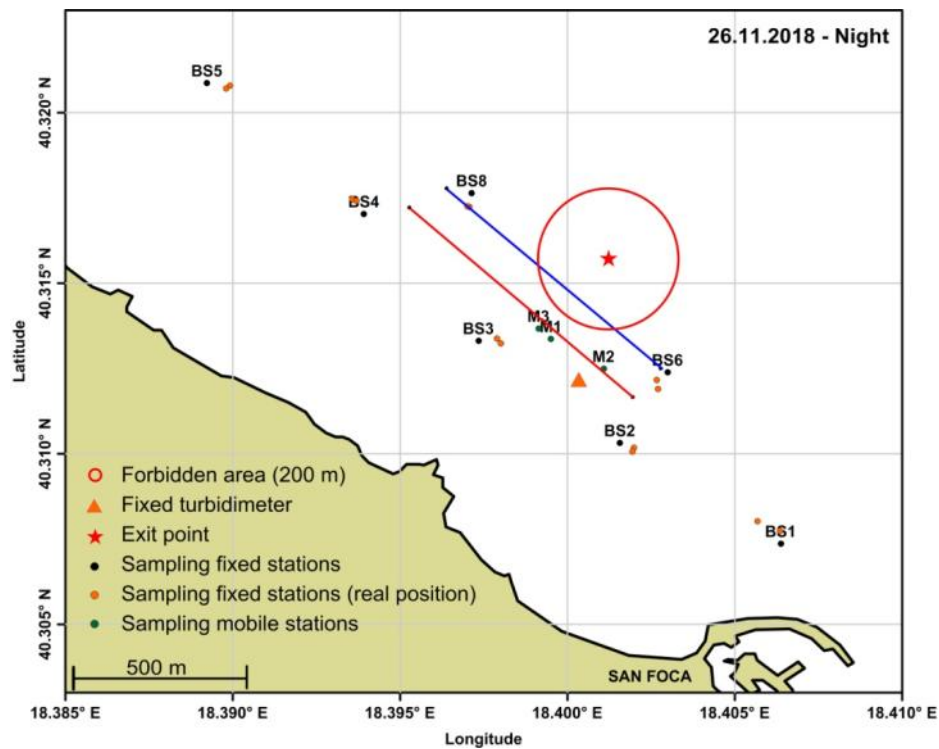 26.11.2018 - Night
BS5
40.320° N
BS8
BS4
40.315° N
M3
M1
BS3
M2
BS6
Latitude
BS2
40.310° N
Forbidden area (200 m)
Fixed turbidimeter
Exit point
BS1
Sampling fixed stations
Sampling fixed stations (real position)
Sampling mobile stations
40.305° N
500 m
SAN FOCA
18.385° E 18.390° E 18.395° E 18.400° E 18.405° E 18.410° E
Longitude